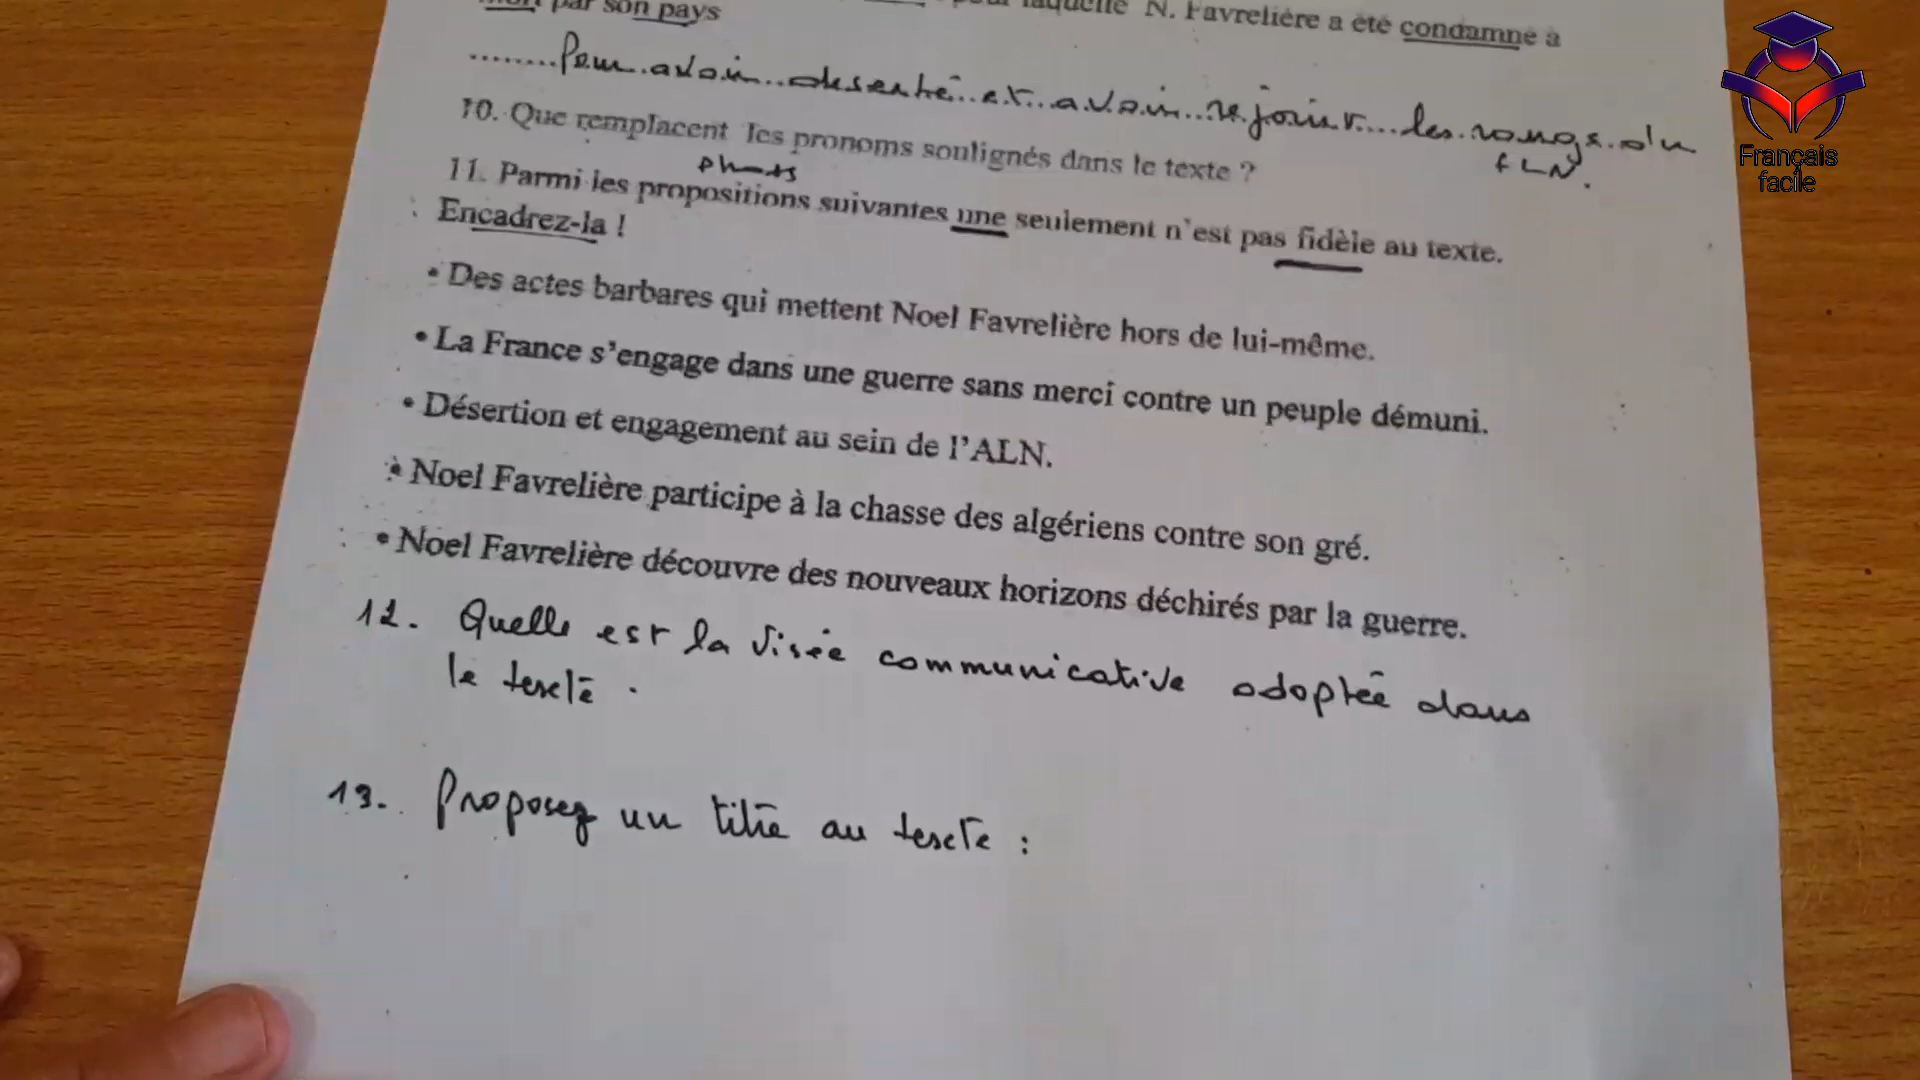 par son pays
laquelle N. Favrelière a été condamné à
Pour avoir deserté et avoir rejoint les rangs du
FLN.
10. Que remplacent les pronoms soulignés dans le texte ?
11. Parmi les propositions suivantes une seulement n'est pas fidèle au texte.
Encadrez-la !
• Des actes barbares qui mettent Noel Favrelière hors de lui-même.
• La France s'engage dans une guerre sans merci contre un peuple démuni.
• Désertion et engagement au sein de l'ALN.
• Noel Favrelière participe à la chasse des algériens contre son gré.
• Noel Favrelière découvre des nouveaux horizons déchirés par la guerre.
12. Quelle est la visée communicative adoptée dans
le texte.
13. Proposez un titre au texte :
Français
facile